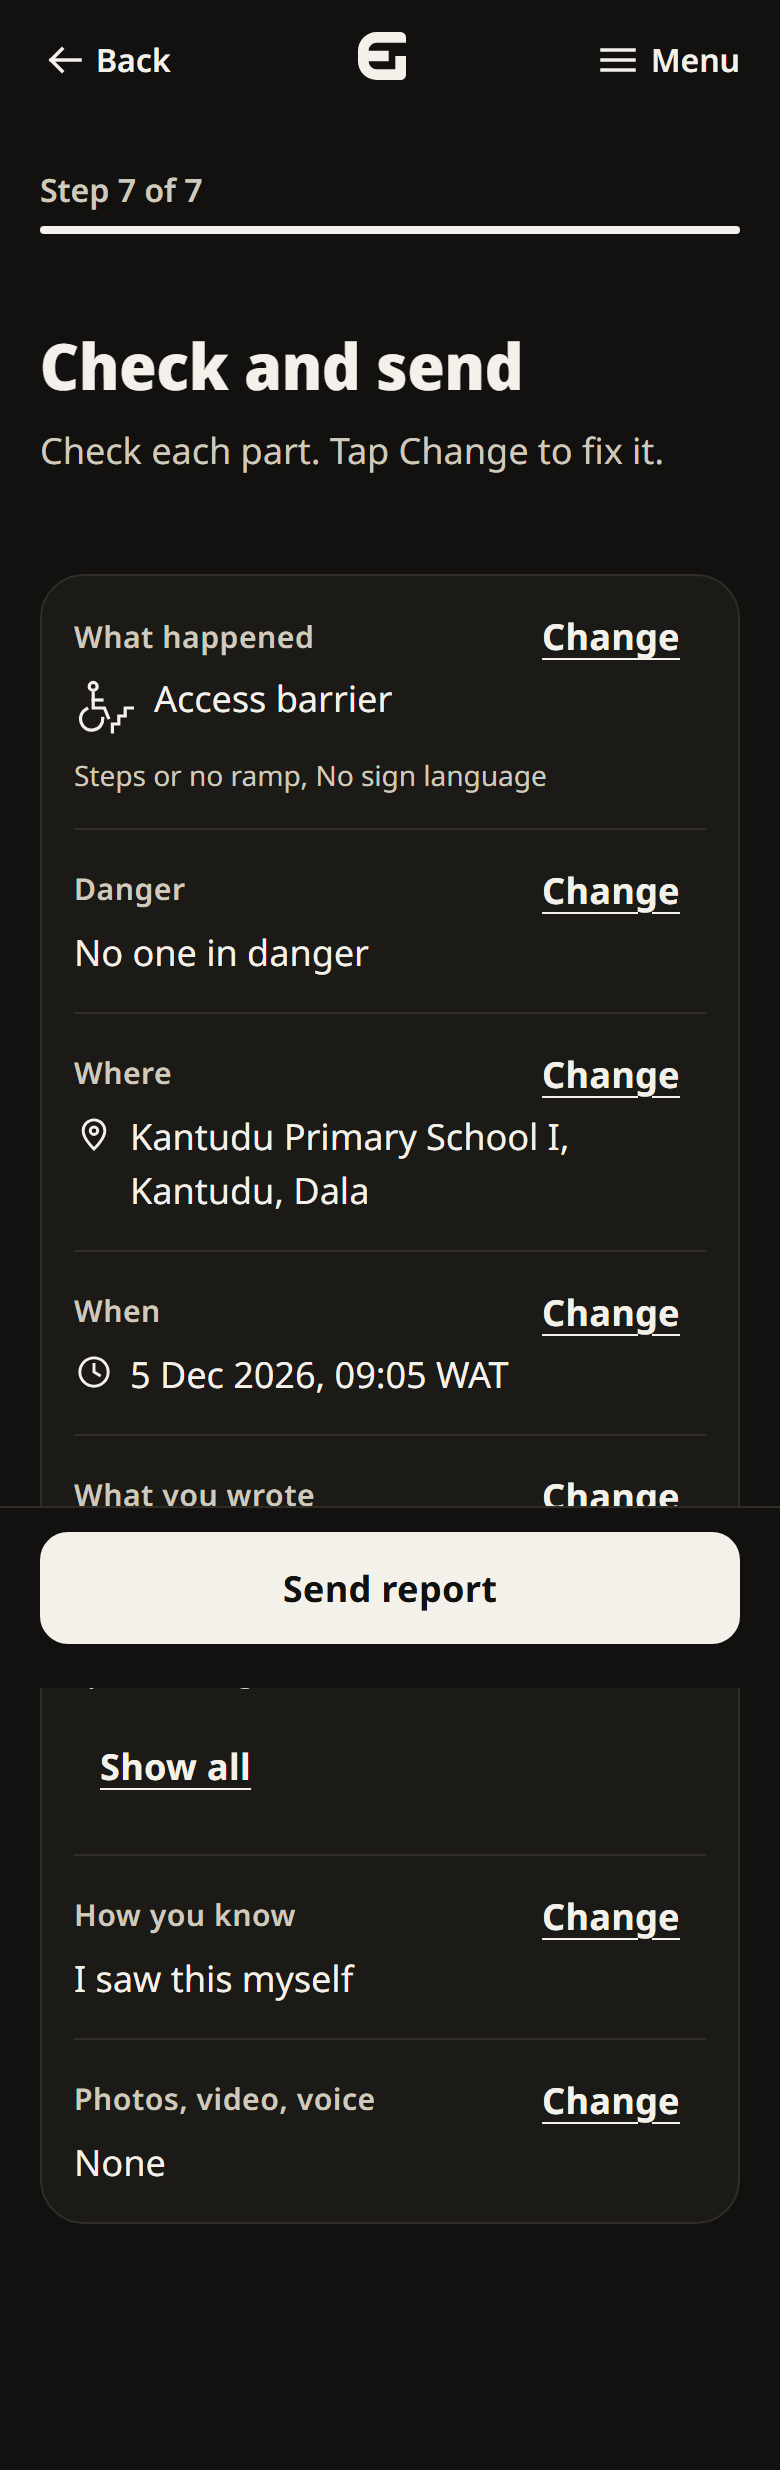 Back
Menu
Step 7 of 7
Check and send
Check each part. Tap Change to fix it.
What happened
Change
Access barrier
Steps or no ramp, No sign language
Danger
Change
No one in danger
Where
Change
Kantudu Primary School I,
Kantudu, Dala
When
Change
5 Dec 2026, 09:05 WAT
What you wrote
Change
Send report
Show all
How you know
Change
I saw this myself
Photos, video, voice
Change
None